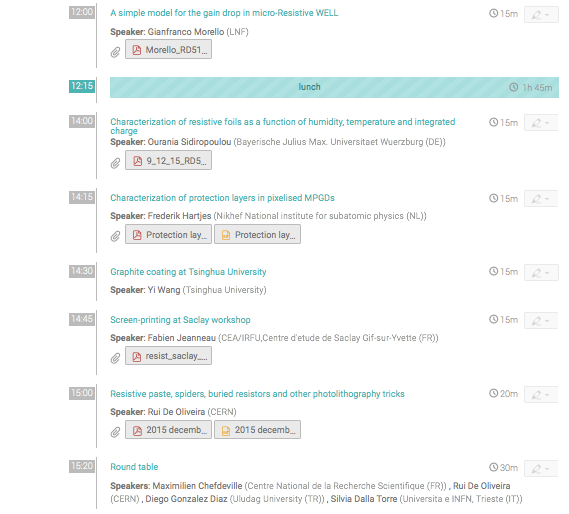 12:00 A simple model for the gain drop in micro-Resistive WELL 15m
Speaker: Gianfranco Morello (LNF)
Morello_RD51_...
12:15 lunch 1h 45m
14:00 Characterization of resistive foils as a function of humidity, temperature and integrated 15m
charge
Speaker: Ourania Sidiropoulou (Bayerische Julius Max. Universitaet Wuerzburg (DE))
9_12_15_RD5...
14:15 Characterization of protection layers in pixelised MPGDs 15m
Speaker: Frederik Hartjes (Nikhef National institute for subatomic physics (NL))
Protection lay... Protection lay...
14:30 Graphite coating at Tsinghua University 15m
Speaker: Yi Wang (Tsinghua University)
14:45 Screen-printing at Saclay workshop 15m
Speaker: Fabien Jeanneau (CEA/IRFU,Centre d'etude de Saclay Gif-sur-Yvette (FR))
resist_saclay_...
15:00 Resistive paste, spiders, buried resistors and other photolithography tricks 20m
Speaker: Rui De Oliveira (CERN)
2015 decemb... 2015 decemb...
15:20 Round table 30m
Speakers: Maximilien Chefdeville (Centre National de la Recherche Scientifique (FR)) , Rui De Oliveira
(CERN) , Diego Gonzalez Diaz (Uludag University (TR)) , Silvia Dalla Torre (Universita e INFN, Trieste (IT))